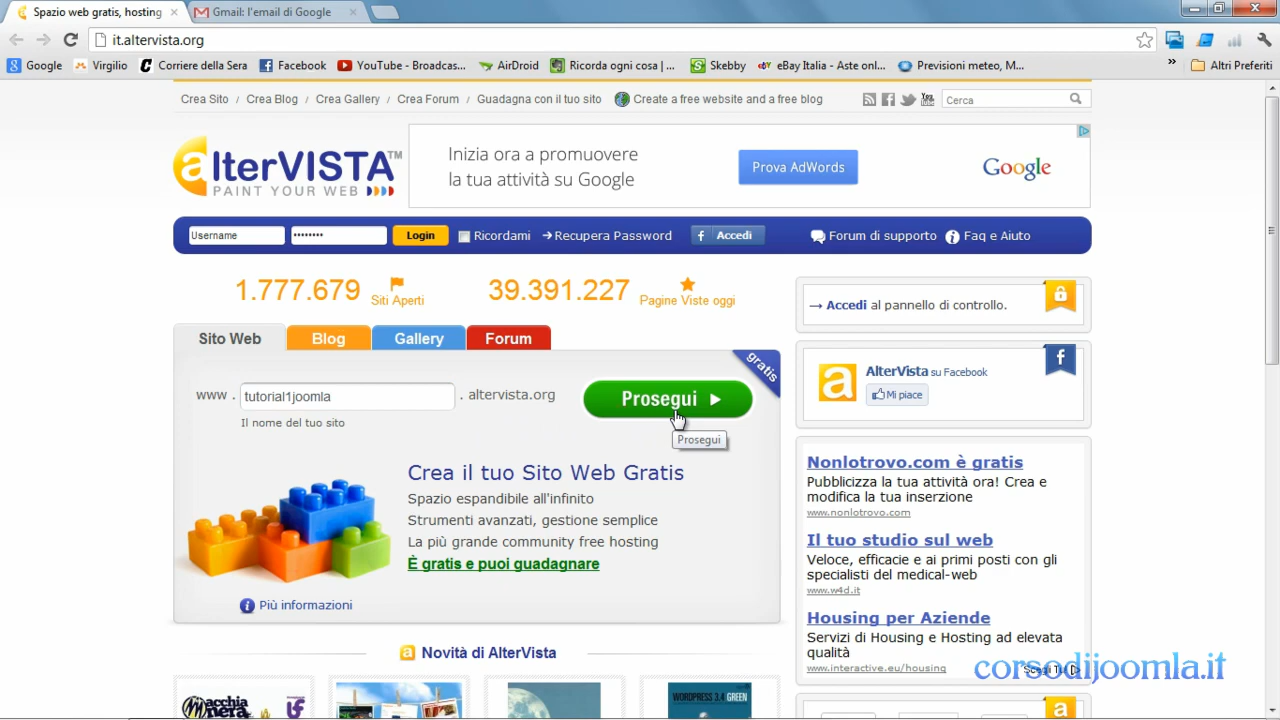 Spazio web gratis, hosting
Gmail: l'email di Google
it.altervista.org
Google
Virgilio
Corriere della Sera
Facebook
YouTube - Broadcas...
AirDroid
Ricorda ogni cosa | ...
Skebby
eBay Italia - Aste onl...
Previsioni meteo, M...
»
Altri Preferiti
Crea Sito / Crea Blog / Crea Gallery / Crea Forum / Guadagna con il tuo sito
Create a free website and a free blog
You
Cerca
alterVISTA™
PAINT YOUR WEB
Inizia ora a promuovere
la tua attività su Google
Prova AdWords
Google
Username
••••••••
Login
Ricordami
Recupera Password
f Accedi
Forum di supporto
Faq e Aiuto
1.777.679 Siti Aperti
39.391.227 Pagine Viste oggi
→ Accedi al pannello di controllo.
Sito Web
Blog
Gallery
Forum
gratis
www . tutorial1joomla . altervista.org
Prosegui
Il nome del tuo sito
Prosegui
a
AlterVista su Facebook
Mi piace
Crea il tuo Sito Web Gratis
Spazio espandibile all'infinito
Strumenti avanzati, gestione semplice
La più grande community free hosting
È gratis e puoi guadagnare
Più informazioni
Nonlotrovo.com è gratis
Pubblicizza la tua attività ora! Crea e
modifica la tua inserzione
www.nonlotrovo.com
Il tuo studio sul web
Veloce, efficacie e ai primi posti con gli
specialisti del medical-web
www.w4d.it
Housing per Aziende
Servizi di Housing e Hosting ad elevata
qualità
www.interactive.eu/housing
corsodijoomla.it
Novità di AlterVista
Macchia
nera
WORDPRESS 3.4 GREEN